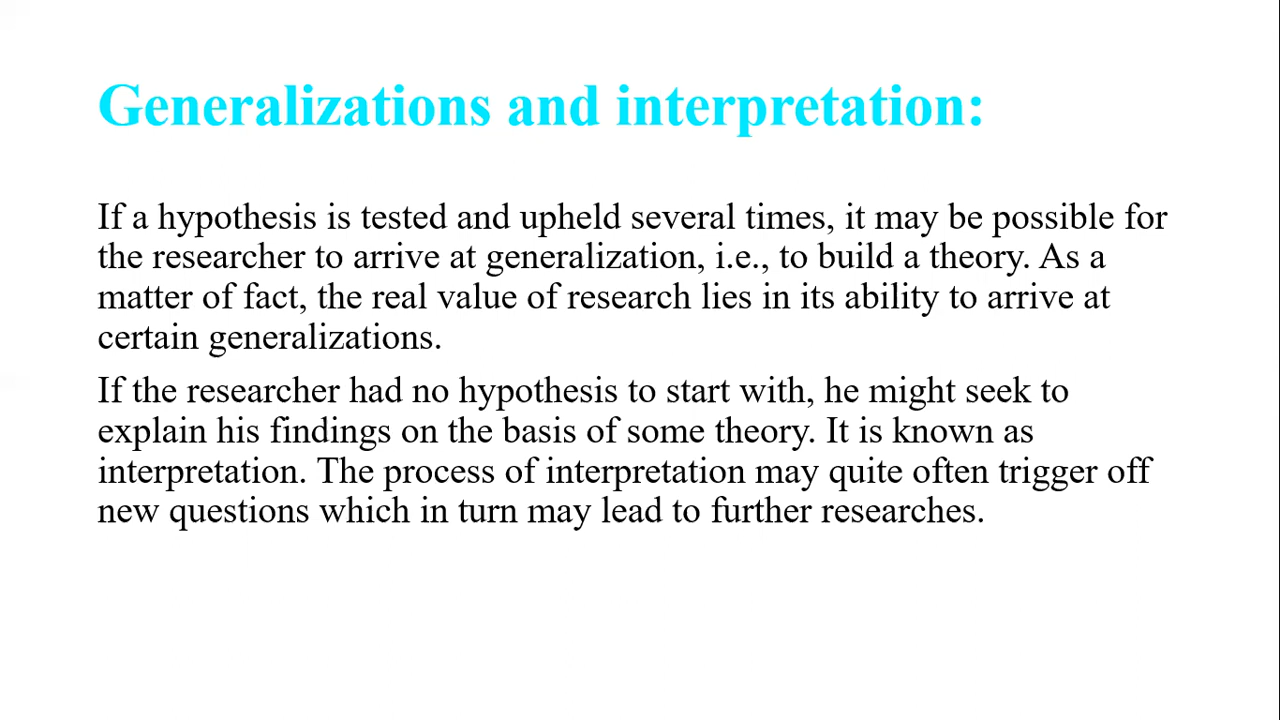 Generalizations and interpretation:
If a hypothesis is tested and upheld several times, it may be possible for
the researcher to arrive at generalization, i.e., to build a theory. As a
matter of fact, the real value of research lies in its ability to arrive at
certain generalizations.
If the researcher had no hypothesis to start with, he might seek to
explain his findings on the basis of some theory. It is known as
interpretation. The process of interpretation may quite often trigger off
new questions which in turn may lead to further researches.